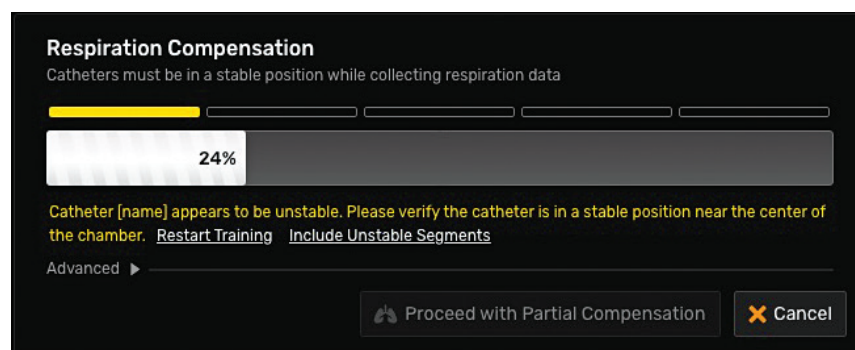 Respiration Compensation
Catheters must be in a stable position while collecting respiration data
24%
Catheter [name] appears to be unstable. Please verify the catheter is in a stable position near the center of
the chamber. Restart Training Include Unstable Segments
Advanced
Proceed with Partial Compensation Cancel